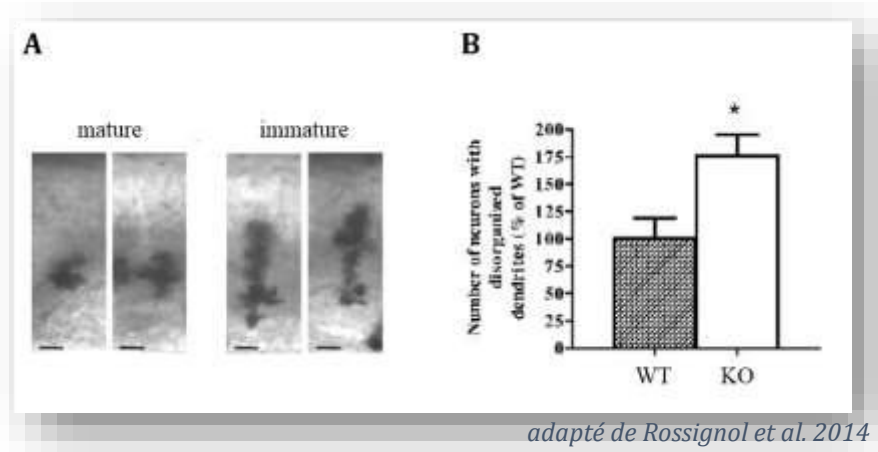 A
B
mature
immature
*
Number of neurons with
disorganized
dendrites (% of WT)
200
175
150
125
100
75
50
25
0
WT
KO
adapté de Rossignol et al. 2014